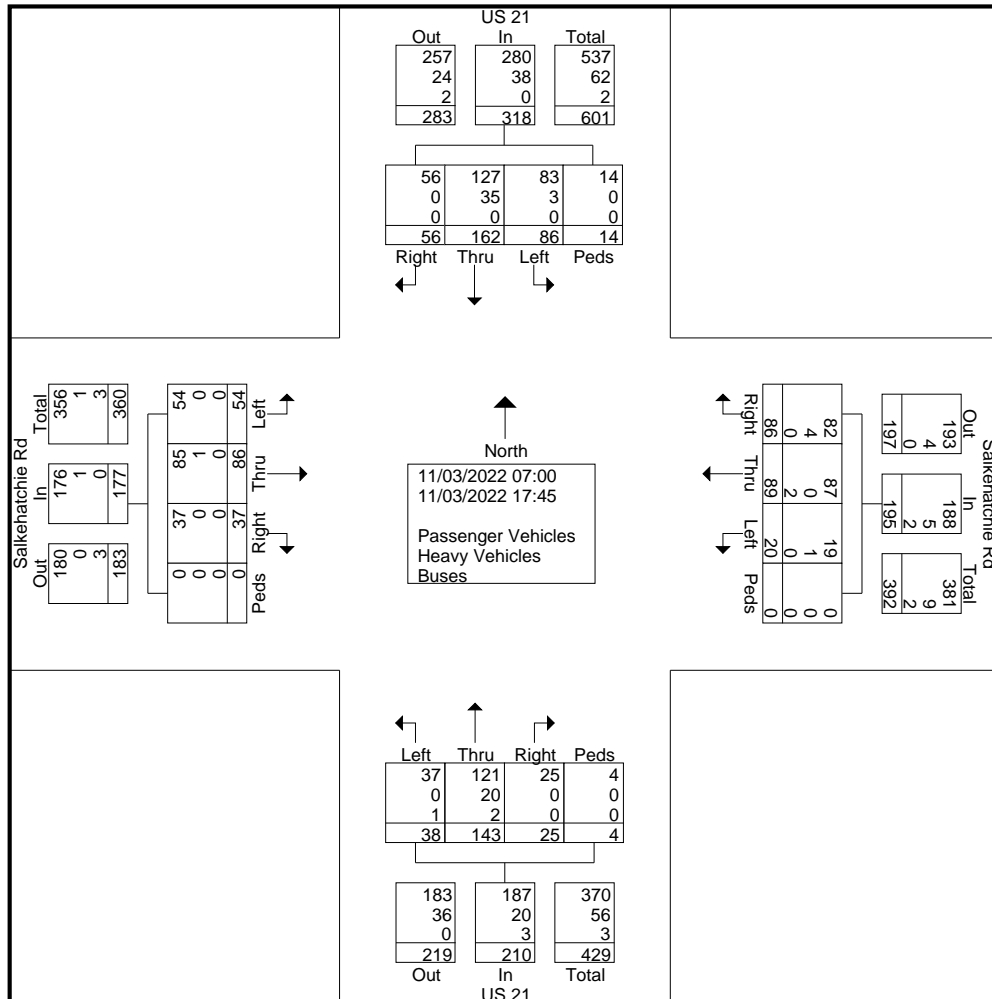 US 21
Out In Total
257 280 537
24 38 62
2 0 2
283 318 601
56 127 83 14
0 35 3 0
0 0 0 0
56 162 86 14
Right Thru Left Peds
Salkehatchie Rd
Total In Out
356 1 3 360
176 1 0 177
180 0 3 183
54 0 0 54
85 1 0 86
37 0 0 37
0 0 0 0
Left Thru Right Peds
North
11/03/2022 07:00
11/03/2022 17:45
Passenger Vehicles
Heavy Vehicles
Buses
Right Thru Left Peds
82 4 0 86
87 0 2 89
19 1 0 20
0 0 0 0
Out In Total
193 4 0 197
188 5 2 195
381 9 2 392
Salkehatchie Rd
Left Thru Right Peds
37 121 25 4
0 20 0 0
1 2 0 0
38 143 25 4
183 187 370
36 20 56
0 3 3
219 210 429
Out In Total
US 21